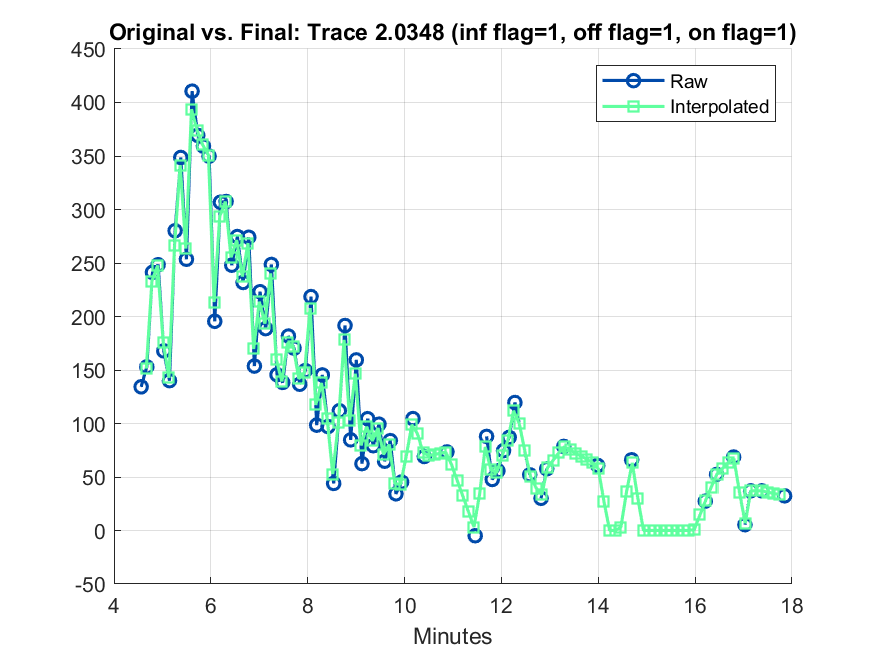 Original vs. Final: Trace 2.0348 (inf flag=1, off flag=1, on flag=1)
450
400
350
300
250
200
150
100
50
0
-50
Raw
Interpolated
4 6 8 10 12 14 16 18
Minutes